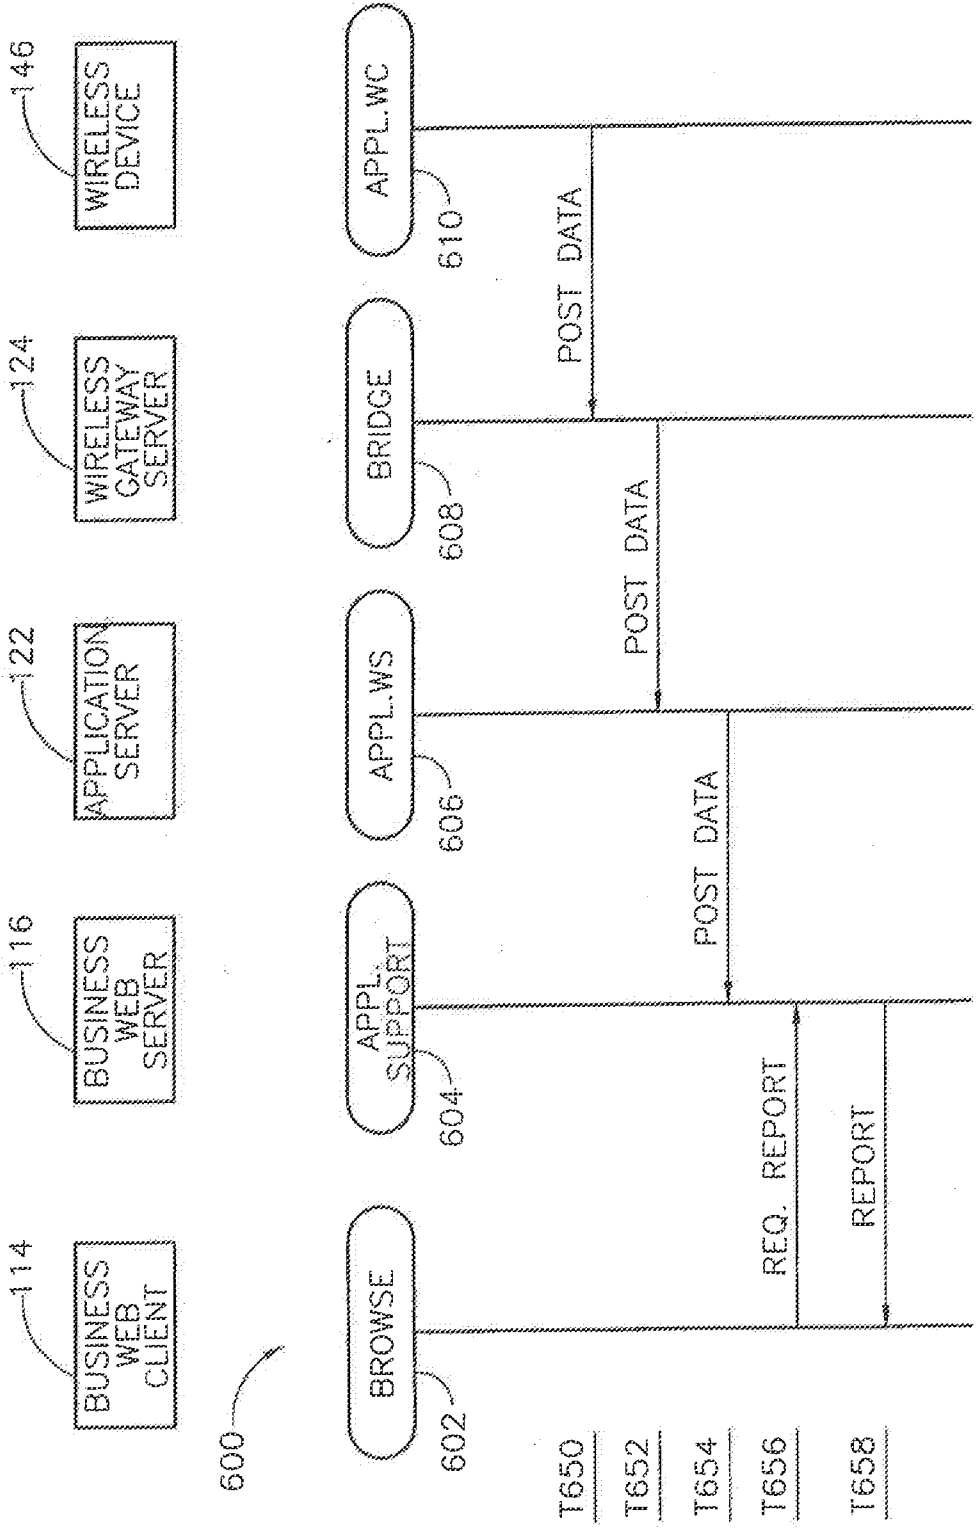 114
116
122
124
146
BUSINESS
WEB
CLIENT
BUSINESS
WEB
SERVER
APPLICATION
SERVER
WIRELESS
GATEWAY
SERVER
WIRELESS
DEVICE
600
BROWSE
APPL.
SUPPORT
APPL.WS
BRIDGE
APPL.WC
602
604
606
608
610
T650
POST DATA
T652
POST DATA
T654
POST DATA
T656
REQ. REPORT
T658
REPORT